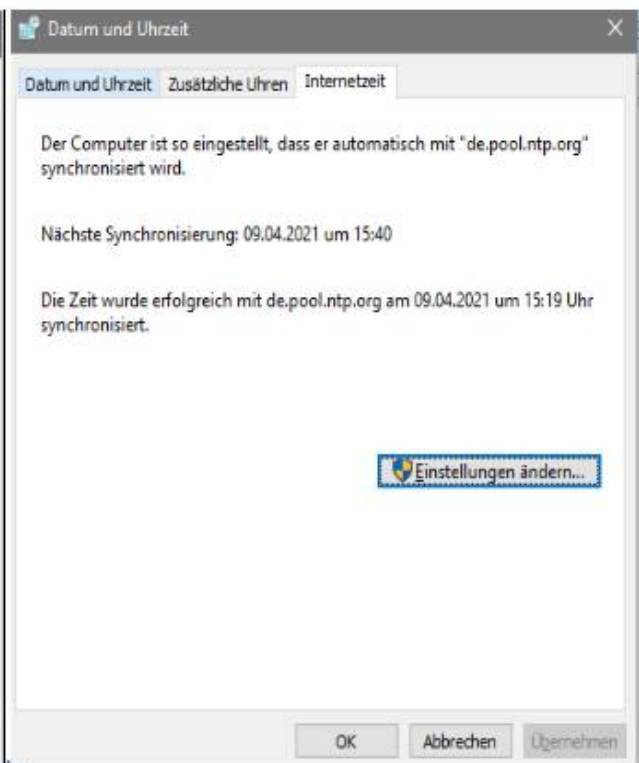 Datum und Uhrzeit
Datum und Uhrzeit Zusätzliche Uhren Internetzeit
Der Computer ist so eingestellt, dass er automatisch mit "de.pool.ntp.org"
synchronisiert wird.
Nächste Synchronisierung: 09.04.2021 um 15:40
Die Zeit wurde erfolgreich mit de.pool.ntp.org am 09.04.2021 um 15:19 Uhr
synchronisiert.
Einstellungen ändern...
OK Abbrechen Übernehmen